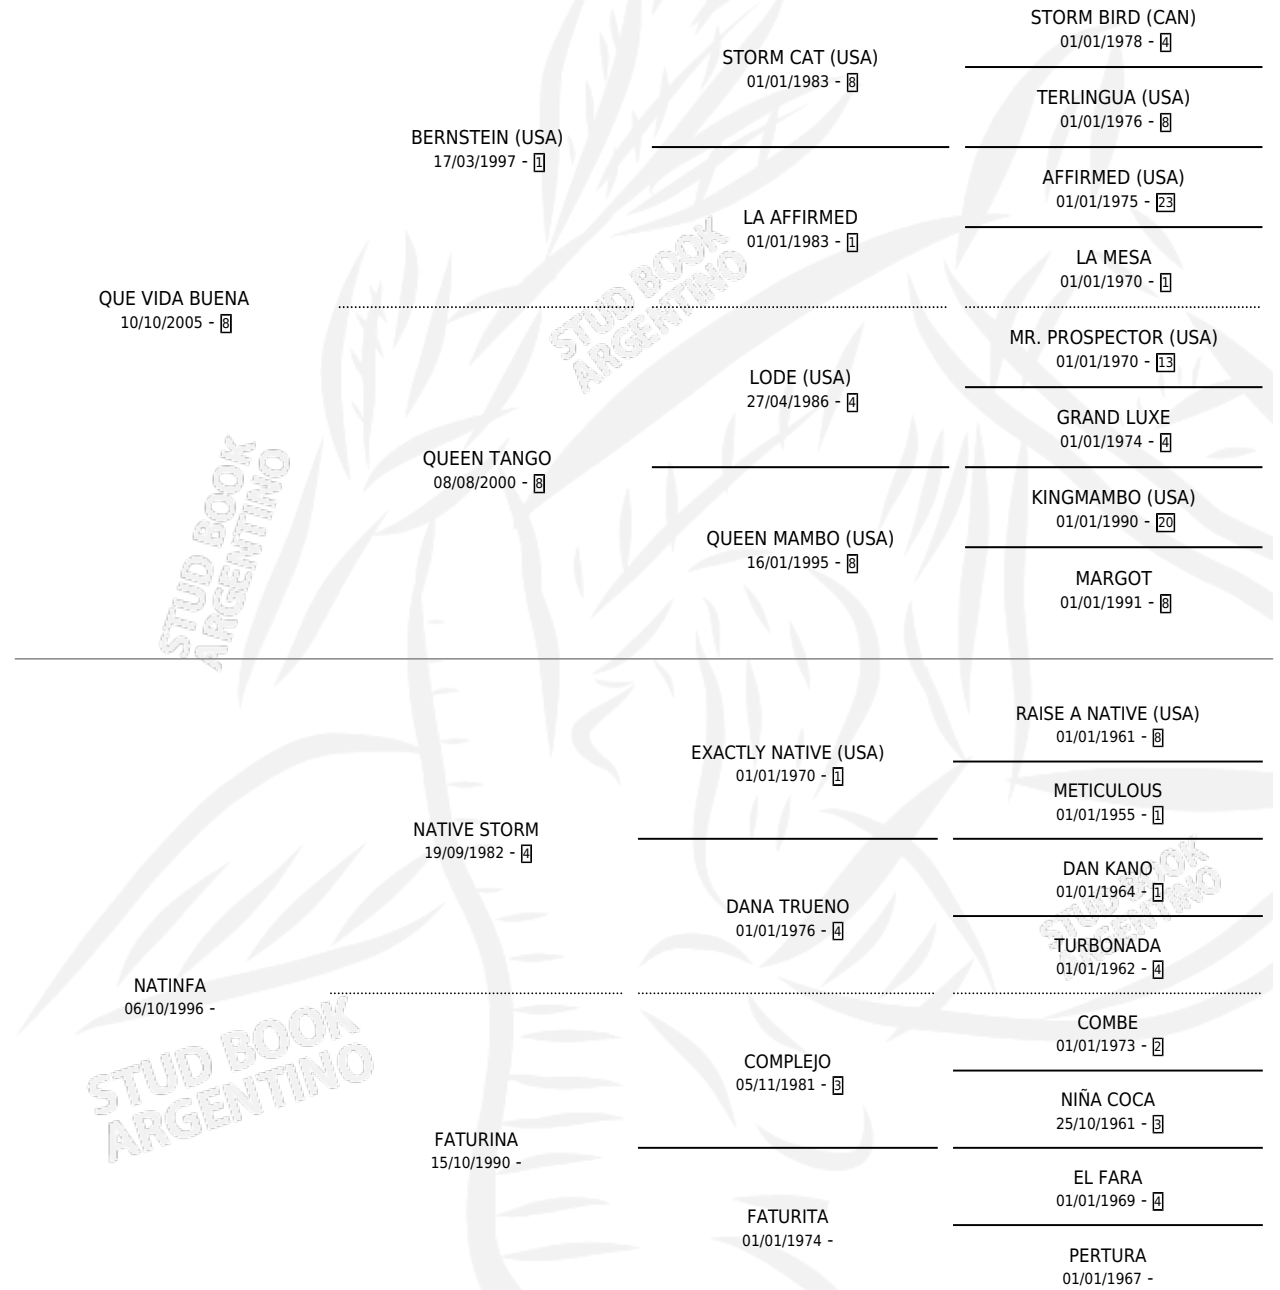 STORM BIRD (CAN)
01/01/1978 - 4
STORM CAT (USA)
01/01/1983 - 8
TERLINGUA (USA)
01/01/1976 - 8
BERNSTEIN (USA)
17/03/1997 - 1
AFFIRMED (USA)
01/01/1975 - 23
LA AFFIRMED
01/01/1983 - 1
LA MESA
01/01/1970 - 1
QUE VIDA BUENA
10/10/2005 - 8
MR. PROSPECTOR (USA)
01/01/1970 - 13
LODE (USA)
27/04/1986 - 4
GRAND LUXE
01/01/1974 - 4
QUEEN TANGO
08/08/2000 - 8
KINGMAMBO (USA)
01/01/1990 - 20
QUEEN MAMBO (USA)
16/01/1995 - 8
MARGOT
01/01/1991 - 8
STUD BOOK
ARGENTINO
STUD BOOK
ARGENTINO
RAISE A NATIVE (USA)
01/01/1961 - 8
EXACTLY NATIVE (USA)
01/01/1970 - 1
METICULOUS
01/01/1955 - 1
NATIVE STORM
19/09/1982 - 4
DAN KANO
01/01/1964 - 1
DANA TRUENO
01/01/1976 - 4
TURBONADA
01/01/1962 - 4
STUD BOOK
ARGENTINO
NATINFA
06/10/1996 -
COMBE
01/01/1973 - 2
COMPLEJO
05/11/1981 - 3
NIÑA COCA
25/10/1961 - 3
FATURINA
15/10/1990 -
EL FARA
01/01/1969 - 4
FATURITA
01/01/1974 -
PERTURA
01/01/1967 -
STUD BOOK
ARGENTINO